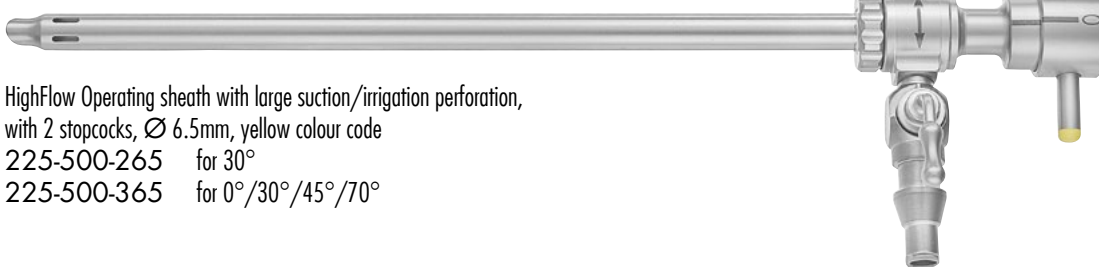 HighFlow Operating sheath with large suction/irrigation perforation,
with 2 stopcocks, Ø 6.5mm, yellow colour code
225-500-265 for 30°
225-500-365 for 0°/30°/45°/70°